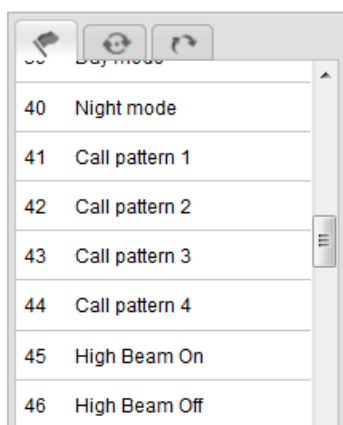 40 Night mode
41 Call pattern 1
42 Call pattern 2
43 Call pattern 3
44 Call pattern 4
45 High Beam On
46 High Beam Off